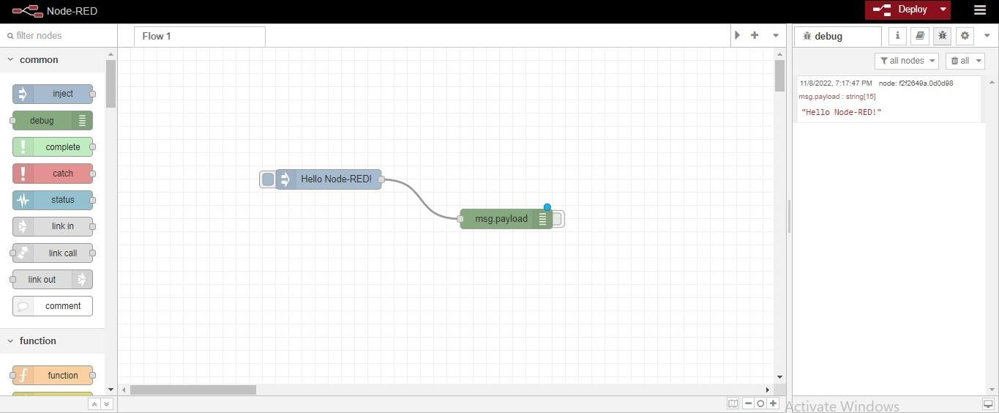 Node-RED
Deploy
filter nodes
Flow 1
debug
common
all nodes
all
inject
11/8/2022, 7:17:47 PM node: f2f2649a.0d0d98
msg.payload : string[15]
"Hello Node-RED!"
debug
complete
catch
Hello Node-RED!
status
msg.payload
link in
link call
link out
comment
function
function
Activate Windows